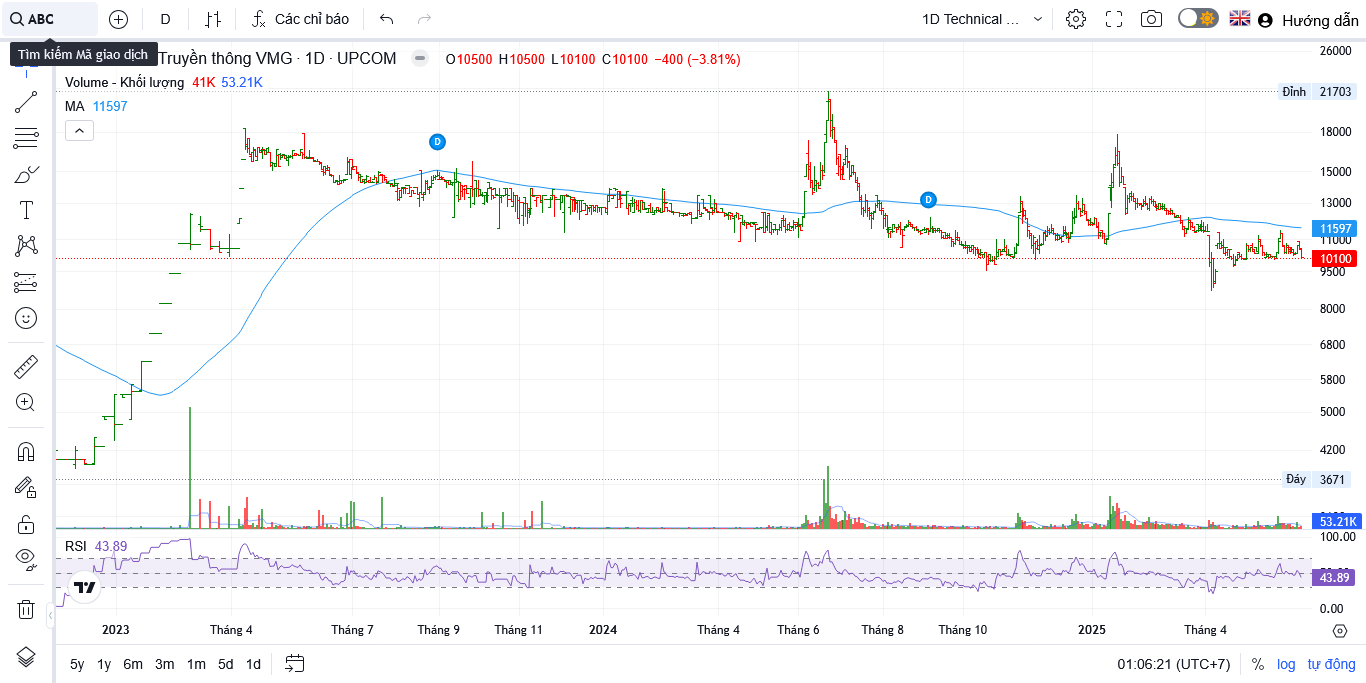 ABC
D
Các chỉ báo
1D Technical ...
Hướng dẫn
Tìm kiếm Mã giao dịch
Truyền thông VMG · 1D · UPCOM
O10500 H10500 L10100 C10100 −400 (−3.81%)
Volume - Khối lượng 41K 53.21K
MA 11597
D
D
26000
Đỉnh 21703
18000
15000
13000
11597
11000
10100
9500
8000
6800
5800
5000
4200
Đáy 3671
53.21K
RSI 43.89
100.00
43.89
0.00
2023
Tháng 4
Tháng 7
Tháng 9
Tháng 11
2024
Tháng 4
Tháng 6
Tháng 8
Tháng 10
2025
Tháng 4
5y 1y 6m 3m 1m 5d 1d
01:06:21 (UTC+7)
% log tự động